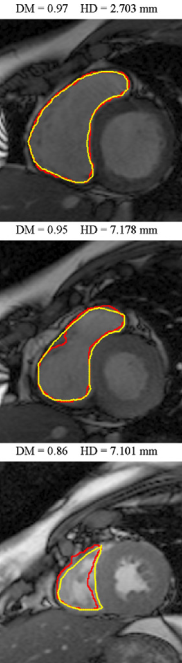 DM = 0.97 HD = 2.703 mm
DM = 0.95 HD = 7.178 mm
DM = 0.86 HD = 7.101 mm